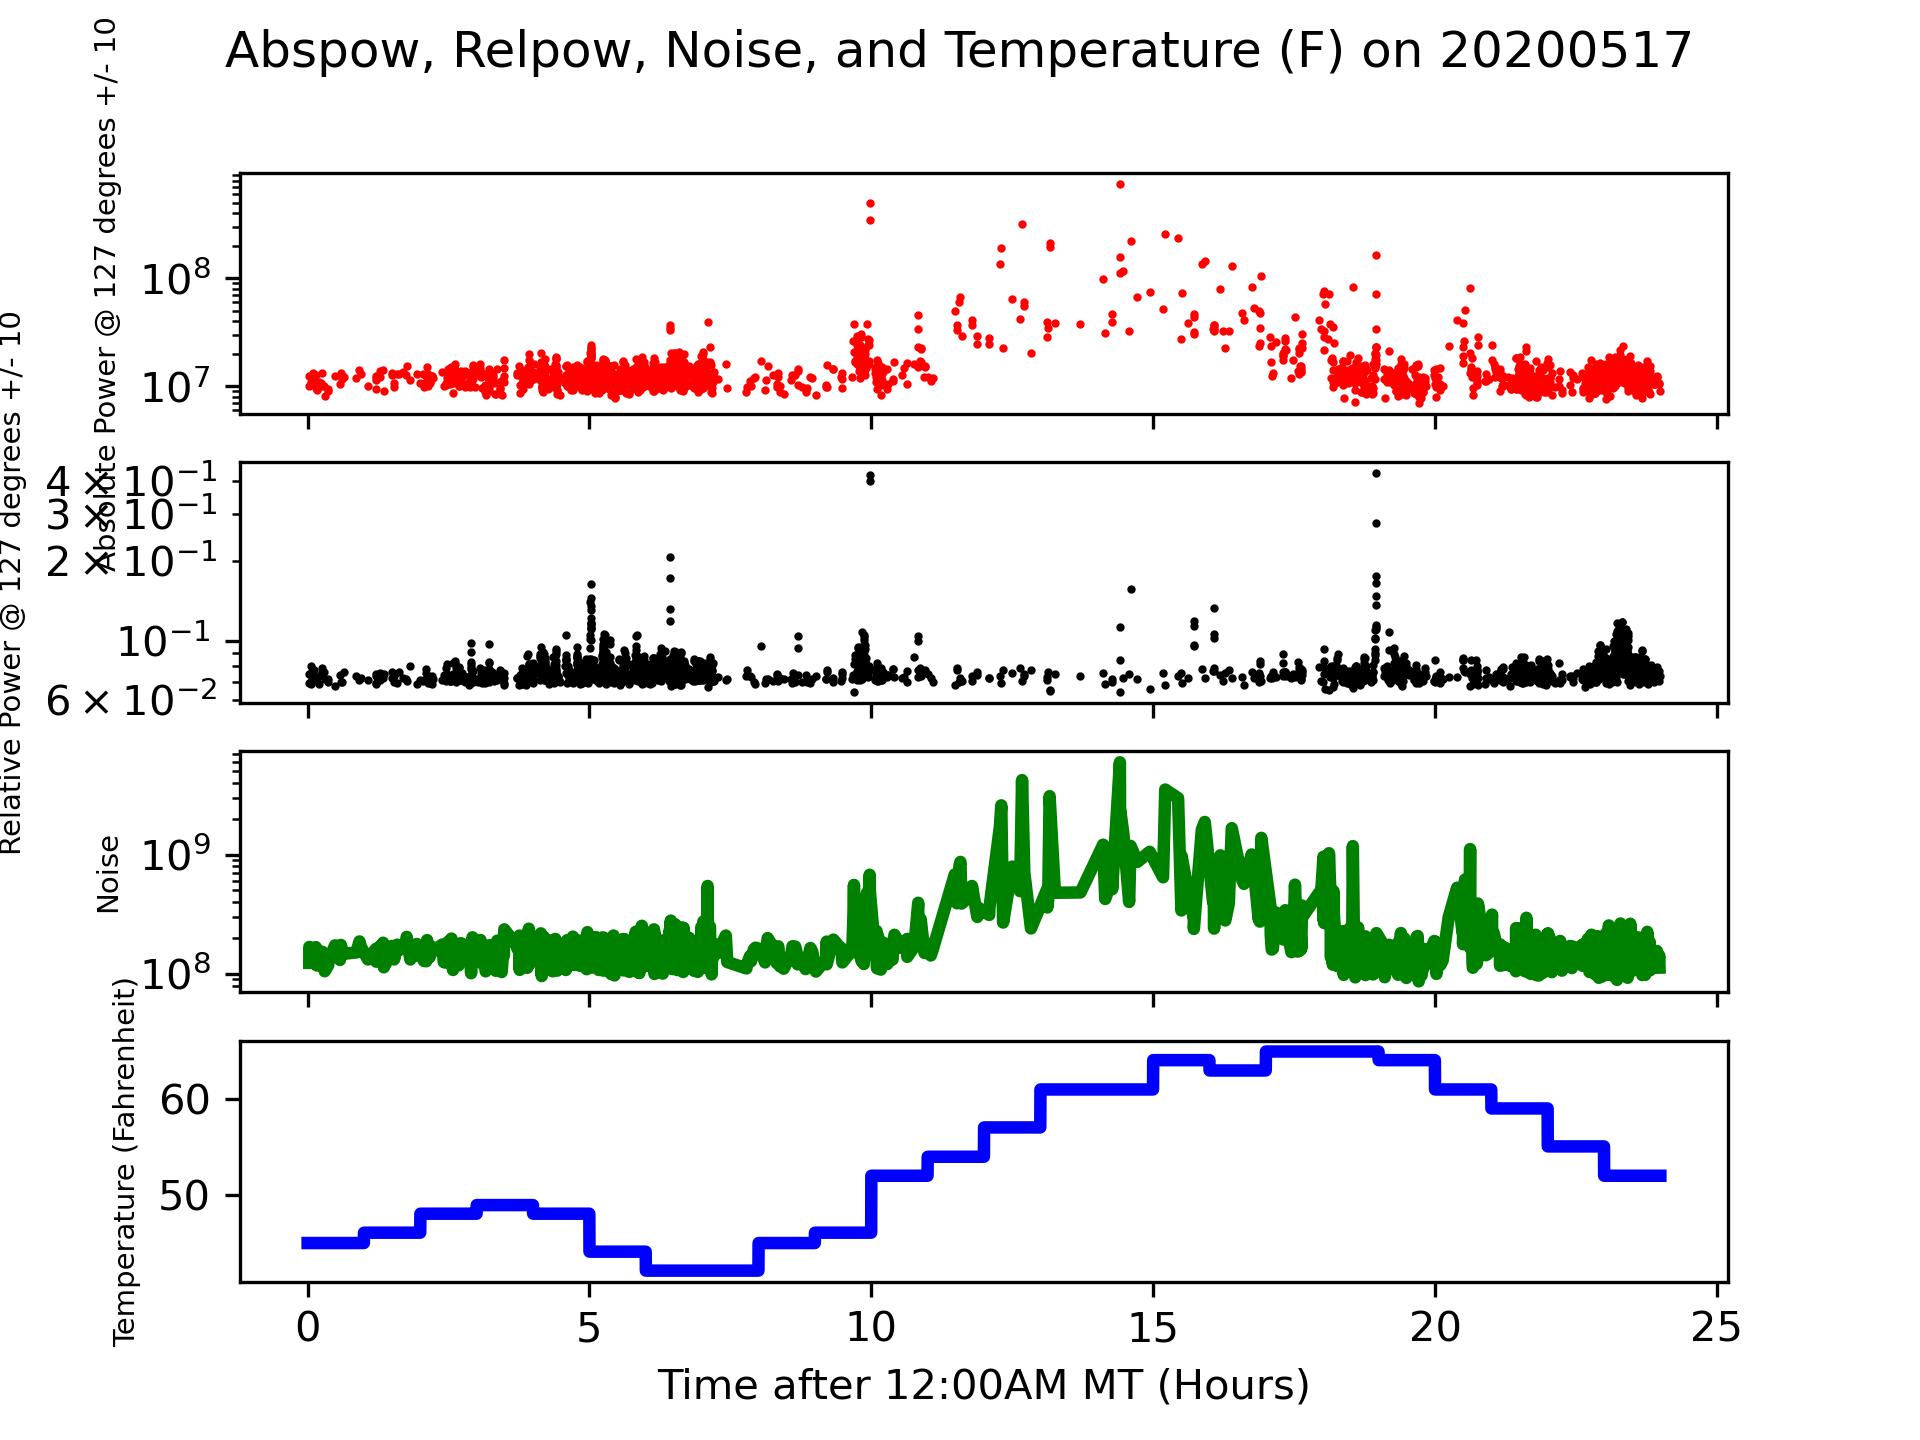 Abspow, Relpow, Noise, and Temperature (F) on 20200517
Absolute Power @ 127 degrees +/- 10
10⁸
10⁷
Relative Power @ 127 degrees +/- 10
4 × 10⁻¹
3 × 10⁻¹
2 × 10⁻¹
10⁻¹
6 × 10⁻²
Noise
10⁹
10⁸
Temperature (Fahrenheit)
60
50
0 5 10 15 20 25
Time after 12:00AM MT (Hours)